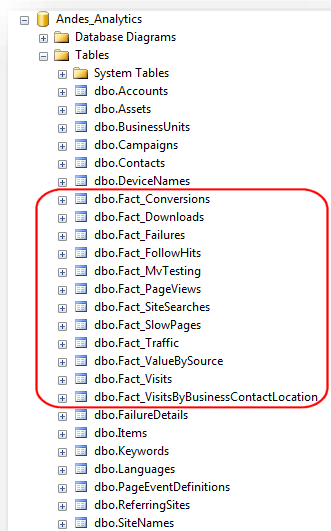 Andes_Analytics
Database Diagrams
Tables
System Tables
dbo.Accounts
dbo.Assets
dbo.BusinessUnits
dbo.Campaigns
dbo.Contacts
dbo.DeviceNames
dbo.Fact_Conversions
dbo.Fact_Downloads
dbo.Fact_Failures
dbo.Fact_FollowHits
dbo.Fact_MvTesting
dbo.Fact_PageViews
dbo.Fact_SiteSearches
dbo.Fact_SlowPages
dbo.Fact_Traffic
dbo.Fact_ValueBySource
dbo.Fact_Visits
dbo.Fact_VisitsByBusinessContactLocation
dbo.FailureDetails
dbo.Items
dbo.Keywords
dbo.Languages
dbo.PageEventDefinitions
dbo.ReferringSites
dbo.SiteNames